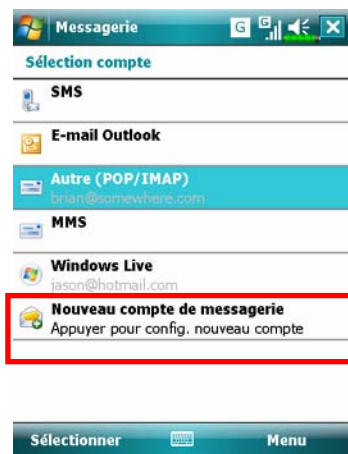 Messagerie
G
G
Sélection compte
SMS
E-mail Outlook
Autre (POP/IMAP)
brian@somewhere.com
MMS
Windows Live
jason@hotmail.com
Nouveau compte de messagerie
Appuyer pour config. nouveau compte
Sélectionner
Menu